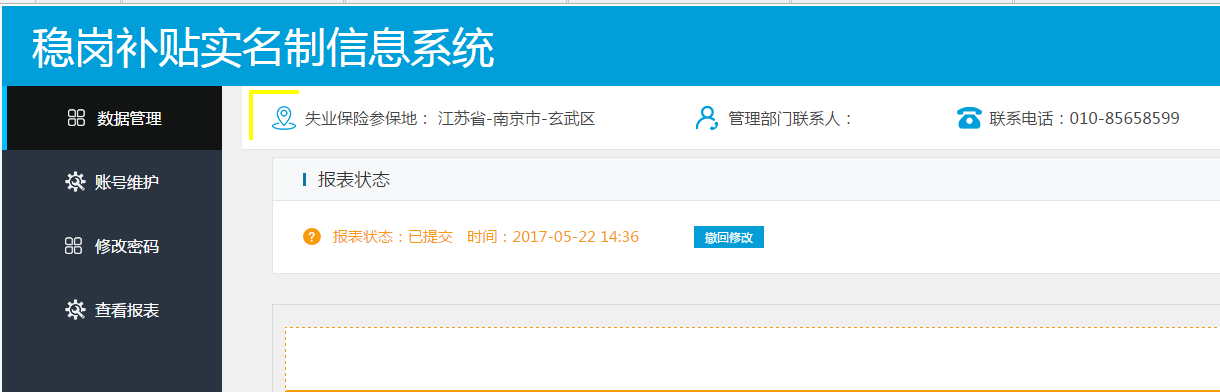 稳岗补贴实名制信息系统
数据管理
失业保险参保地： 江苏省-南京市-玄武区 管理部门联系人： 联系电话：010-85658599
报表状态
账号维护
? 报表状态：已提交 时间：2017-05-22 14:36 撤回修改
修改密码
查看报表